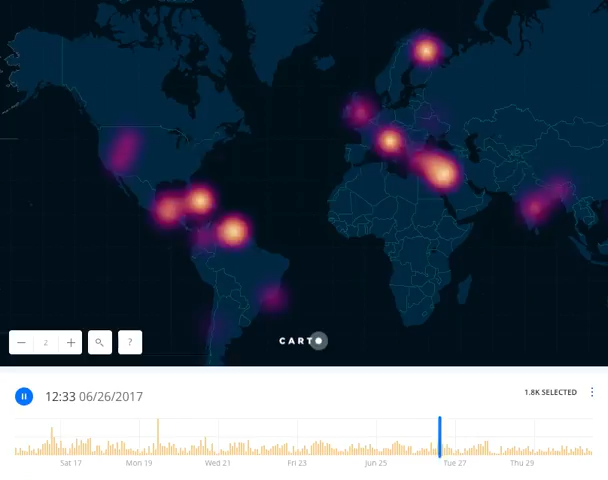 − 2 + ?
CARTO
12:33 06/26/2017
1.8K SELECTED
Sat 17 Mon 19 Wed 21 Fri 23 Jun 25 Tue 27 Thu 29